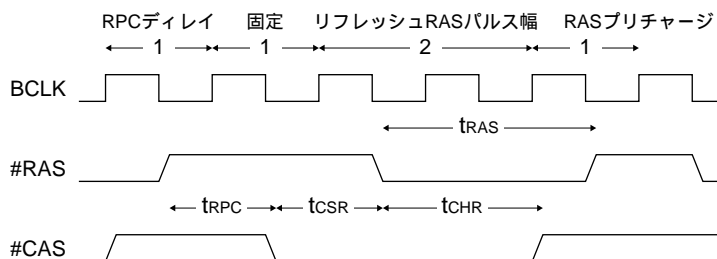 RPCディレイ 固定 リフレッシュRASパルス幅 RASプリチャージ
1 1 2 1
BCLK
tRAS
#RAS
tRPC tCSR tCHR
#CAS